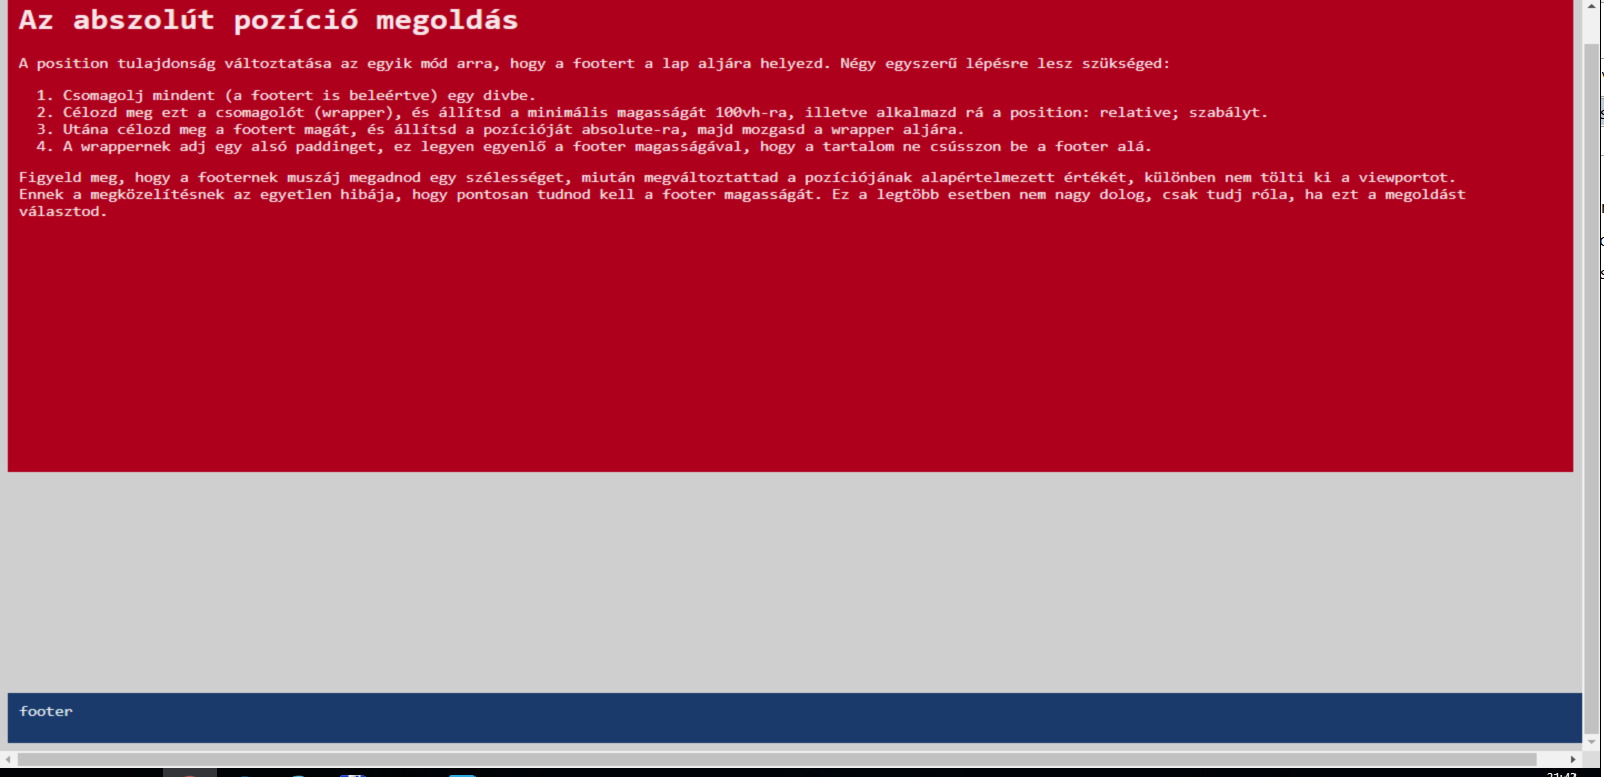 Az abszolút pozíció megoldás
A position tulajdonság változtatása az egyik mód arra, hogy a footert a lap aljára helyezd. Négy egyszerű lépésre lesz szükséged:
1. Csomagolj mindent (a footert is beleértve) egy divbe.
2. Célozd meg ezt a csomagolót (wrapper), és állítsd a minimális magasságát 100vh-ra, illetve alkalmazd rá a position: relative; szabályt.
3. Utána célozd meg a footert magát, és állítsd a pozícióját absolute-ra, majd mozgasd a wrapper aljára.
4. A wrappernek adj egy alsó paddinget, ez legyen egyenlő a footer magasságával, hogy a tartalom ne csússzon be a footer alá.
Figyeld meg, hogy a footernek muszáj megadnod egy szélességet, miután megváltoztattad a pozíciójának alapértelmezett értékét, különben nem tölti ki a viewportot.
Ennek a megközelítésnek az egyetlen hibája, hogy pontosan tudnod kell a footer magasságát. Ez a legtöbb esetben nem nagy dolog, csak tudj róla, ha ezt a megoldást
választod.
footer